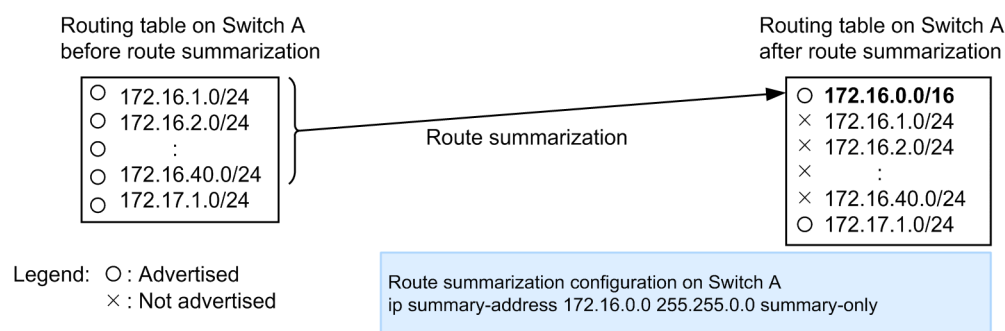 Routing table on Switch A
before route summarization
○ 172.16.1.0/24
○ 172.16.2.0/24
○ :
○ 172.16.40.0/24
○ 172.17.1.0/24
Route summarization
Routing table on Switch A
after route summarization
○ 172.16.0.0/16
× 172.16.1.0/24
× 172.16.2.0/24
× :
× 172.16.40.0/24
○ 172.17.1.0/24
Legend: ○ : Advertised
× : Not advertised
Route summarization configuration on Switch A
ip summary-address 172.16.0.0 255.255.0.0 summary-only